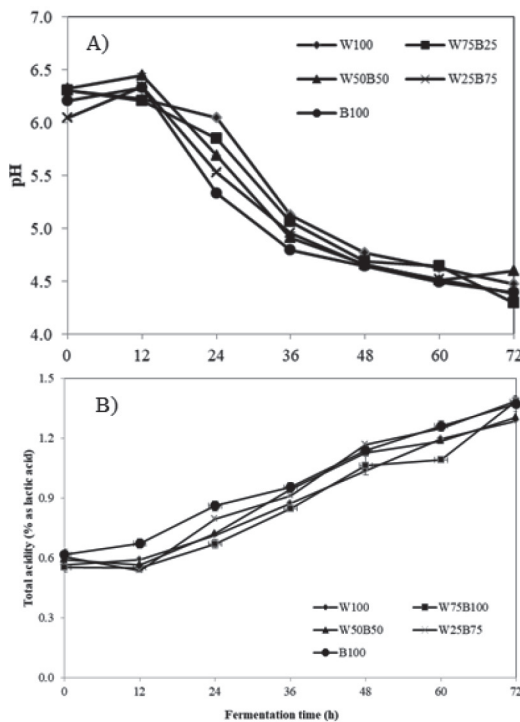 A)
W100 W75B25
W50B50 W25B75
B100
7.0
6.5
6.0
5.5
5.0
4.5
4.0
pH
0 12 24 36 48 60 72
B)
1.5
1.2
0.9
0.6
0.3
0.0
Total acidity (% as lactic acid)
W100 W75B100
W50B50 W25B75
B100
0 12 24 36 48 60 72
Fermentation time (h)